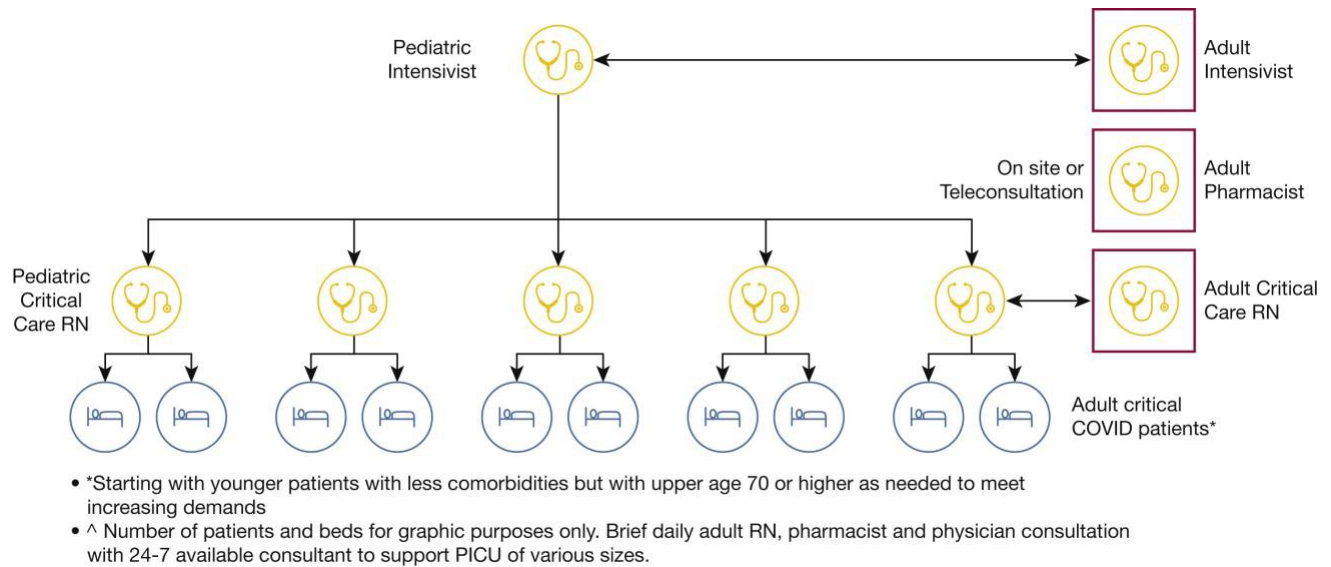 Pediatric
Intensivist
Adult
Intensivist
On site or
Teleconsultation
Adult
Pharmacist
Pediatric
Critical
Care RN
Adult Critical
Care RN
Adult critical
COVID patients*
• *Starting with younger patients with less comorbidities but with upper age 70 or higher as needed to meet
increasing demands
• ^ Number of patients and beds for graphic purposes only. Brief daily adult RN, pharmacist and physician consultation
with 24-7 available consultant to support PICU of various sizes.